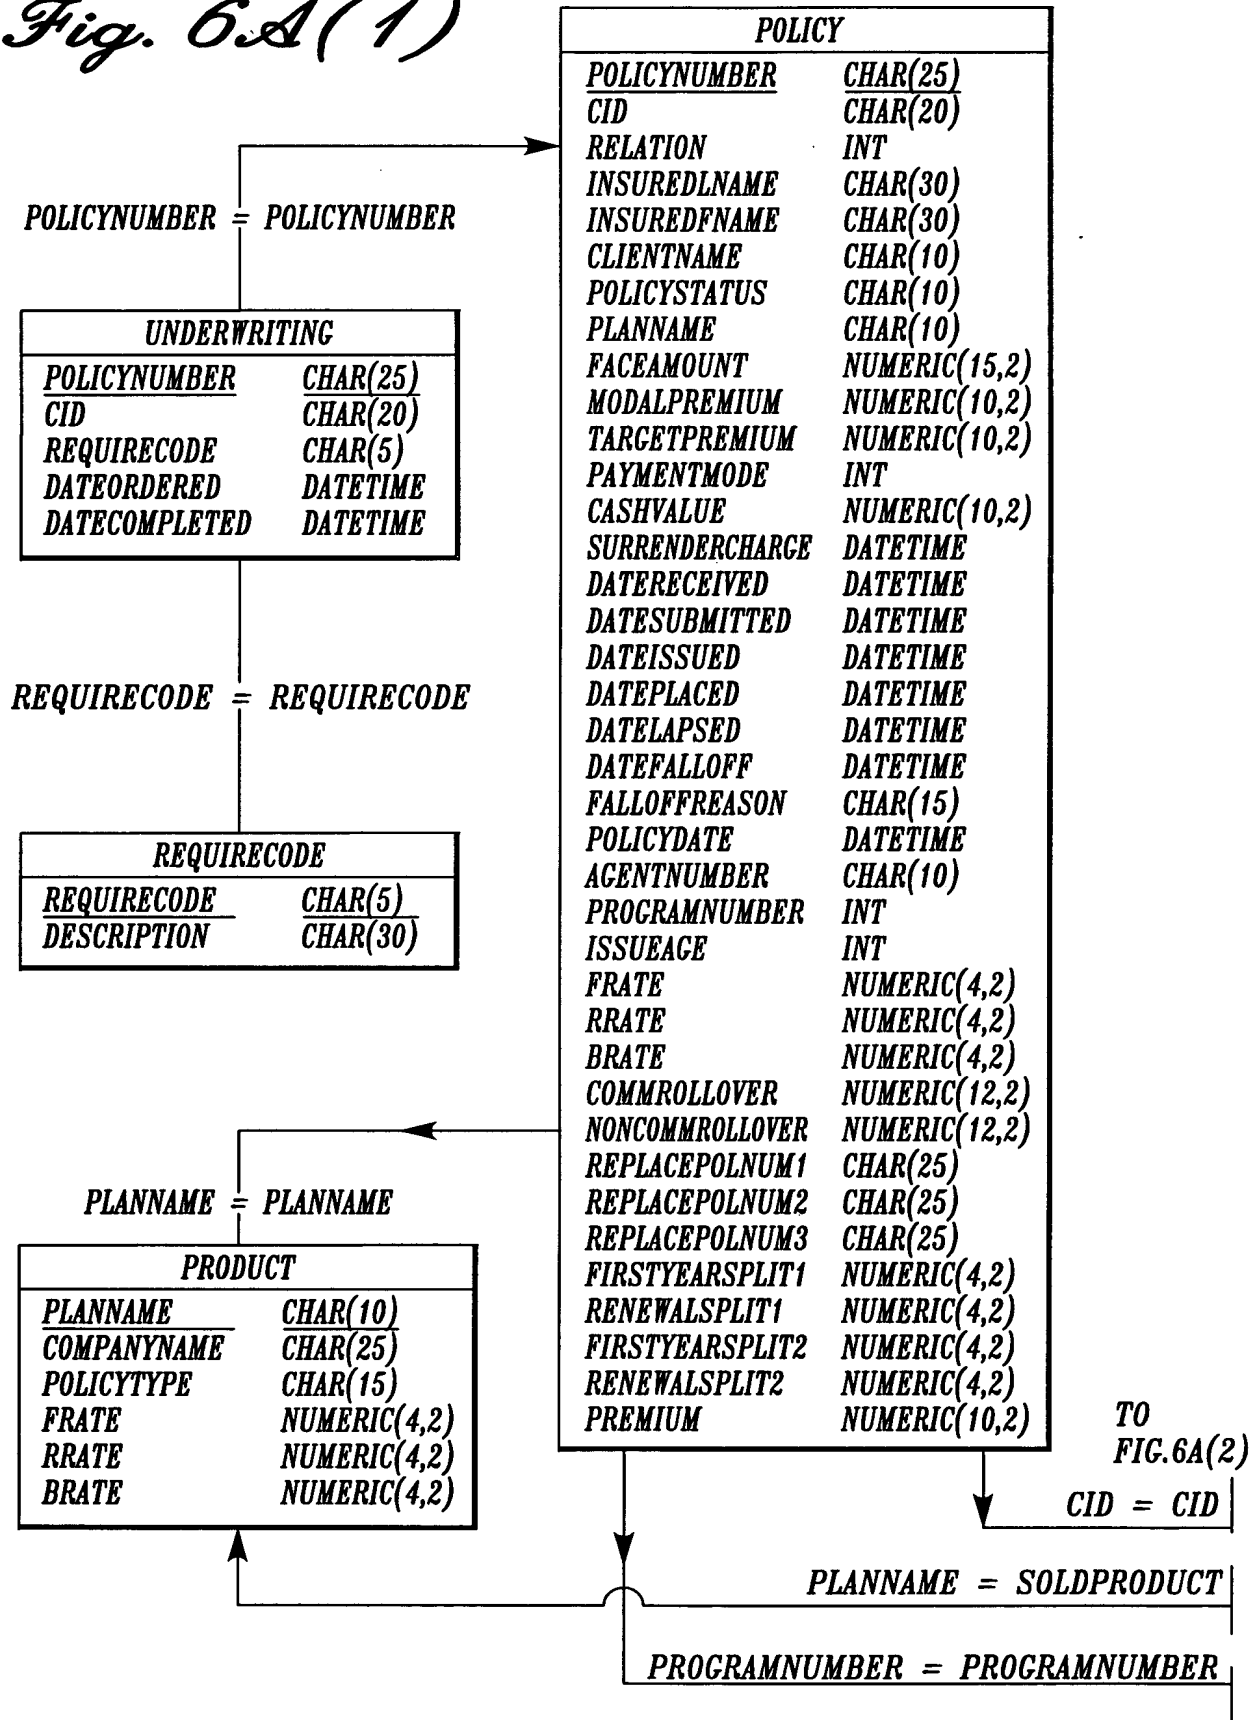 Fig. 6A(1)
POLICY
POLICYNUMBER CHAR(25)
CID CHAR(20)
RELATION INT
INSUREDLNAME CHAR(30)
INSUREDFNAME CHAR(30)
CLIENTNAME CHAR(10)
POLICYSTATUS CHAR(10)
PLANNAME CHAR(10)
FACEAMOUNT NUMERIC(15,2)
MODALPREMIUM NUMERIC(10,2)
TARGETPREMIUM NUMERIC(10,2)
PAYMENTMODE INT
CASHVALUE NUMERIC(10,2)
SURRENDERCHARGE DATETIME
DATERECEIVED DATETIME
DATESUBMITTED DATETIME
DATEISSUED DATETIME
DATEPLACED DATETIME
DATELAPSED DATETIME
DATEFALLOFF DATETIME
FALLOFFREASON CHAR(15)
POLICYDATE DATETIME
AGENTNUMBER CHAR(10)
PROGRAMNUMBER INT
ISSUEAGE INT
FRATE NUMERIC(4,2)
RRATE NUMERIC(4,2)
BRATE NUMERIC(4,2)
COMMROLLOVER NUMERIC(12,2)
NONCOMMROLLOVER NUMERIC(12,2)
REPLACEPOLNUM1 CHAR(25)
REPLACEPOLNUM2 CHAR(25)
REPLACEPOLNUM3 CHAR(25)
FIRSTYEARSPLIT1 NUMERIC(4,2)
RENEWALSPLIT1 NUMERIC(4,2)
FIRSTYEARSPLIT2 NUMERIC(4,2)
RENEWALSPLIT2 NUMERIC(4,2)
PREMIUM NUMERIC(10,2)
POLICYNUMBER = POLICYNUMBER
UNDERWRITING
POLICYNUMBER CHAR(25)
CID CHAR(20)
REQUIRECODE CHAR(5)
DATEORDERED DATETIME
DATECOMPLETED DATETIME
REQUIRECODE = REQUIRECODE
REQUIRECODE
REQUIRECODE CHAR(5)
DESCRIPTION CHAR(30)
PLANNAME = PLANNAME
PRODUCT
PLANNAME CHAR(10)
COMPANYNAME CHAR(25)
POLICYTYPE CHAR(15)
FRATE NUMERIC(4,2)
RRATE NUMERIC(4,2)
BRATE NUMERIC(4,2)
TO
FIG.6A(2)
CID = CID
PLANNAME = SOLDPRODUCT
PROGRAMNUMBER = PROGRAMNUMBER